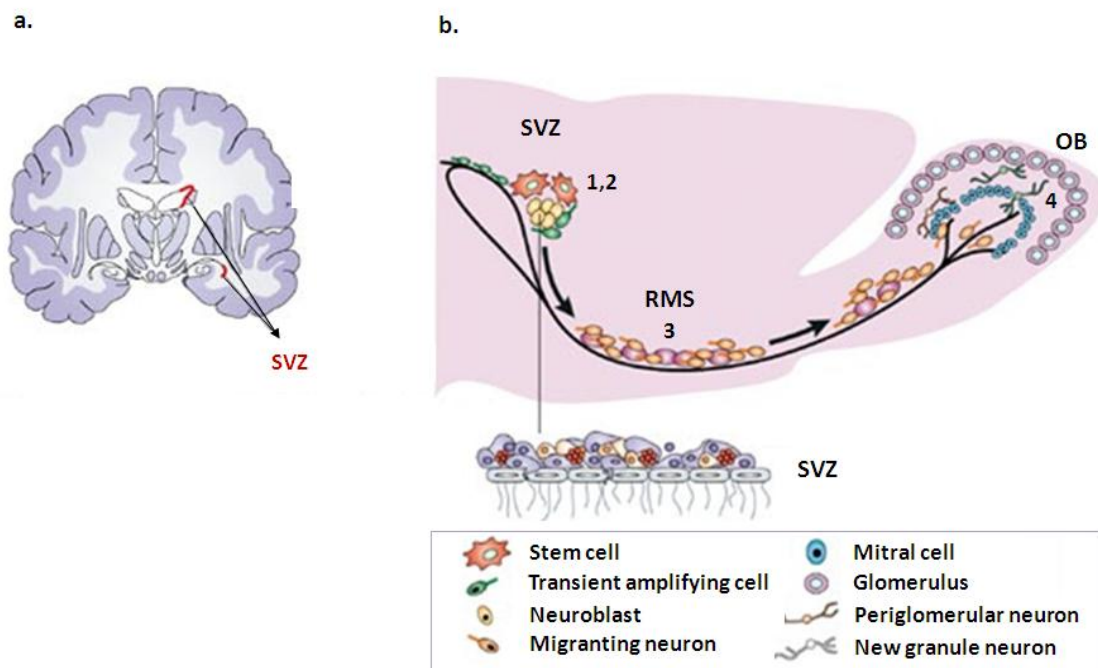 a.
b.
SVZ
SVZ
1,2
OB
4
RMS
3
SVZ
Stem cell
Transient amplifying cell
Neuroblast
Migranting neuron
Mitral cell
Glomerulus
Periglomerular neuron
New granule neuron